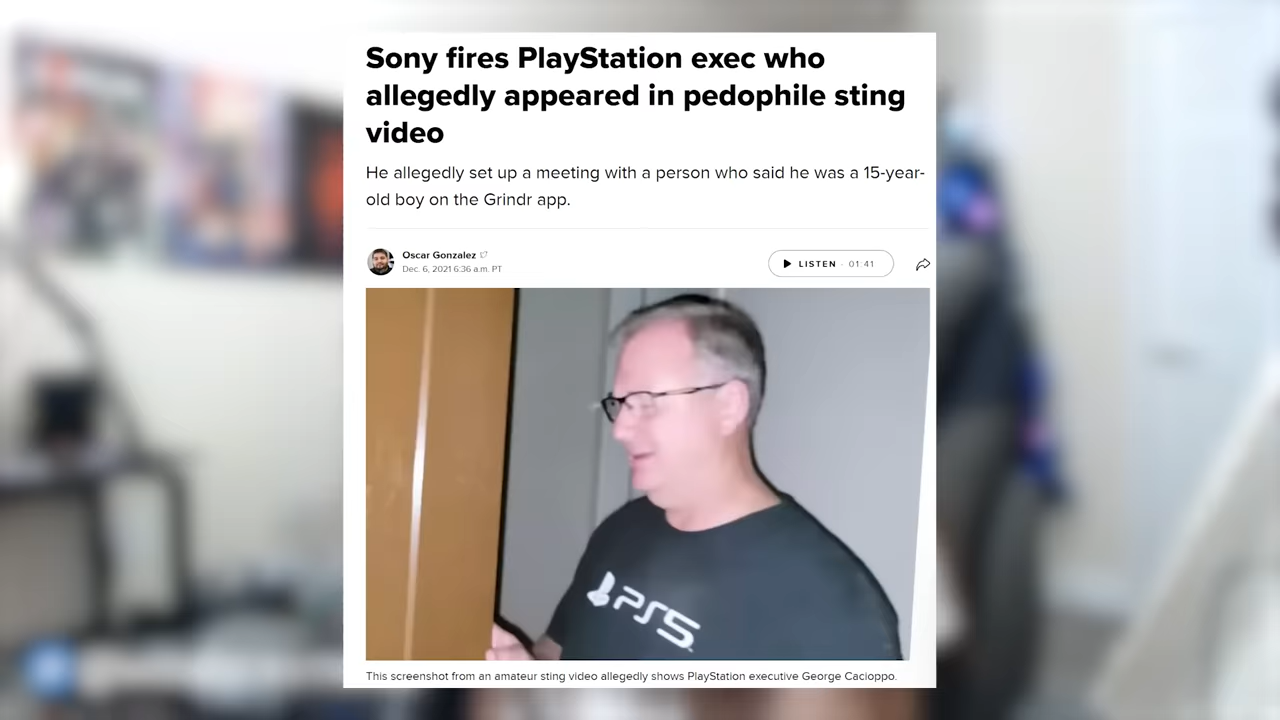 Sony fires PlayStation exec who
allegedly appeared in pedophile sting
video
He allegedly set up a meeting with a person who said he was a 15-year-
old boy on the Grindr app.
Oscar Gonzalez
Dec. 6, 2021 6:36 a.m. PT
LISTEN · 01:41
PS5
This screenshot from an amateur sting video allegedly shows PlayStation executive George Cacioppo.